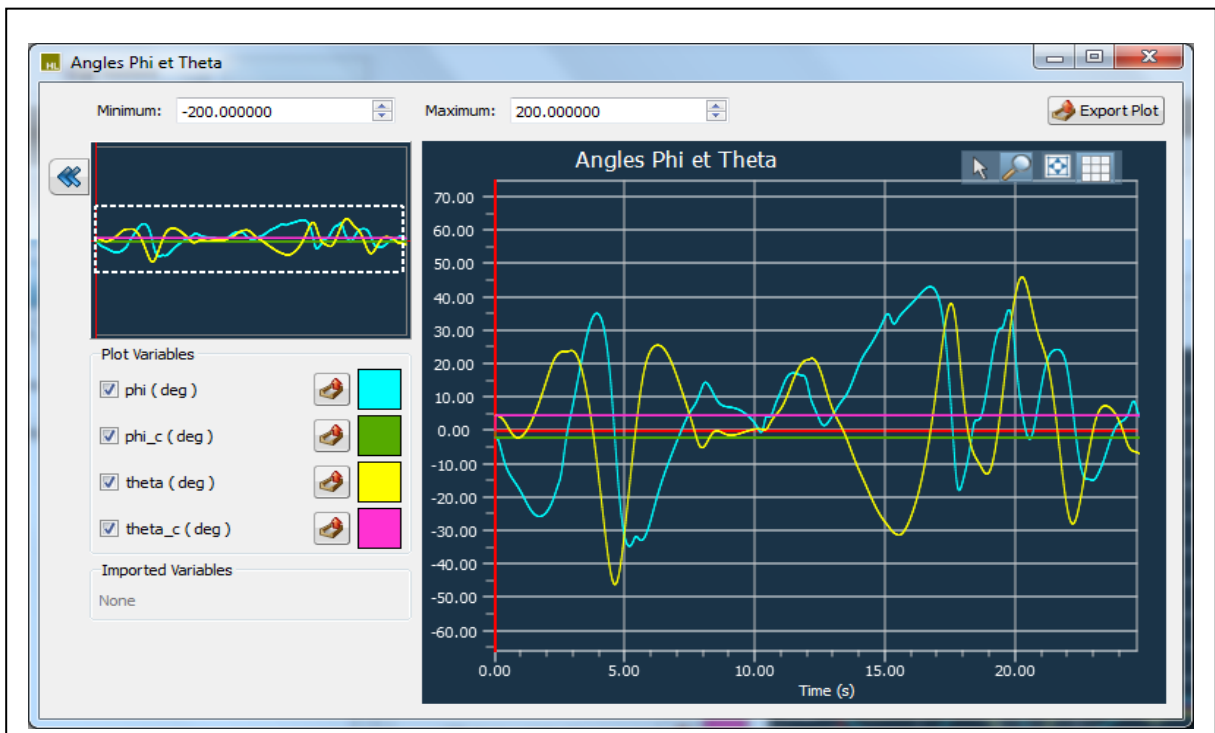 HL Angles Phi et Theta
Minimum: -200.000000 Maximum: 200.000000 Export Plot
Angles Phi et Theta
70.00
60.00
50.00
40.00
30.00
20.00
10.00
0.00
-10.00
-20.00
-30.00
-40.00
-50.00
-60.00
0.00 5.00 10.00 15.00 20.00
Time (s)
Plot Variables
phi ( deg )
phi_c ( deg )
theta ( deg )
theta_c ( deg )
Imported Variables
None